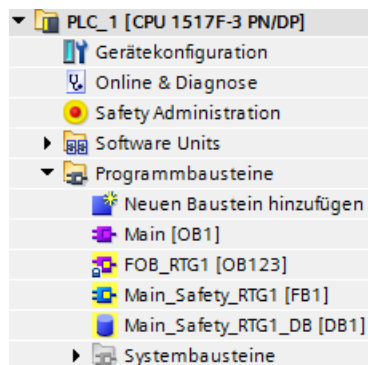 PLC_1 [CPU 1517F-3 PN/DP]
Gerätekonfiguration
Online & Diagnose
Safety Administration
Software Units
Programmbausteine
Neuen Baustein hinzufügen
Main [OB1]
FOB_RTG1 [OB123]
Main_Safety_RTG1 [FB1]
Main_Safety_RTG1_DB [DB1]
Systembausteine